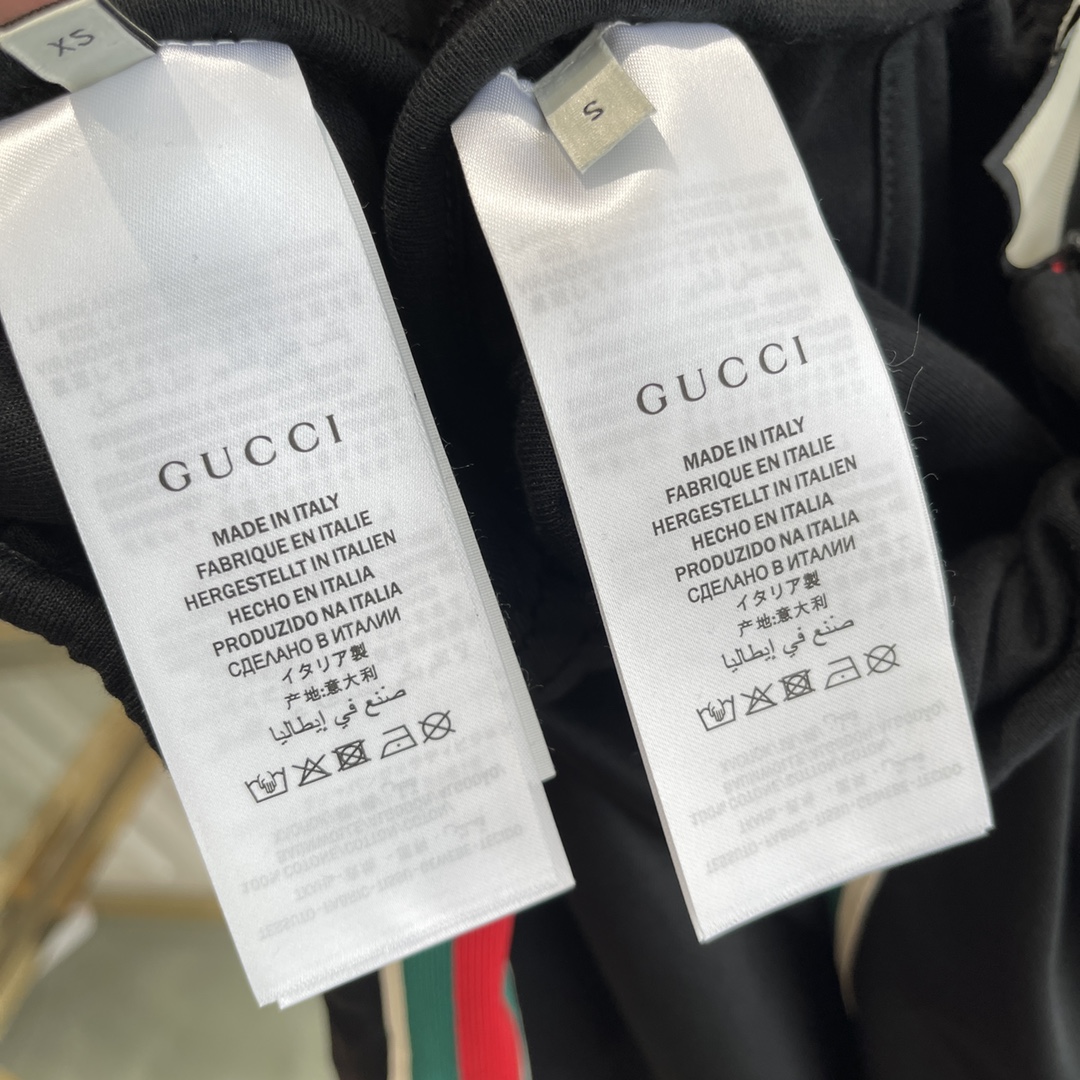 XS
GUCCI
MADE IN ITALY
FABRIQUE EN ITALIE
HERGESTELLT IN ITALIEN
HECHO EN ITALIA
PRODUZIDO NA ITALIA
СДЕЛАНО В ИТАЛИИ
イタリア製
产地:意大利
صنع في إيطاليا
S
GUCCI
MADE IN ITALY
FABRIQUE EN ITALIE
HERGESTELLT IN ITALIEN
HECHO EN ITALIA
PRODUZIDO NA ITALIA
СДЕЛАНО В ИТАЛИИ
イタリア製
产地:意大利
صنع في إيطاليا